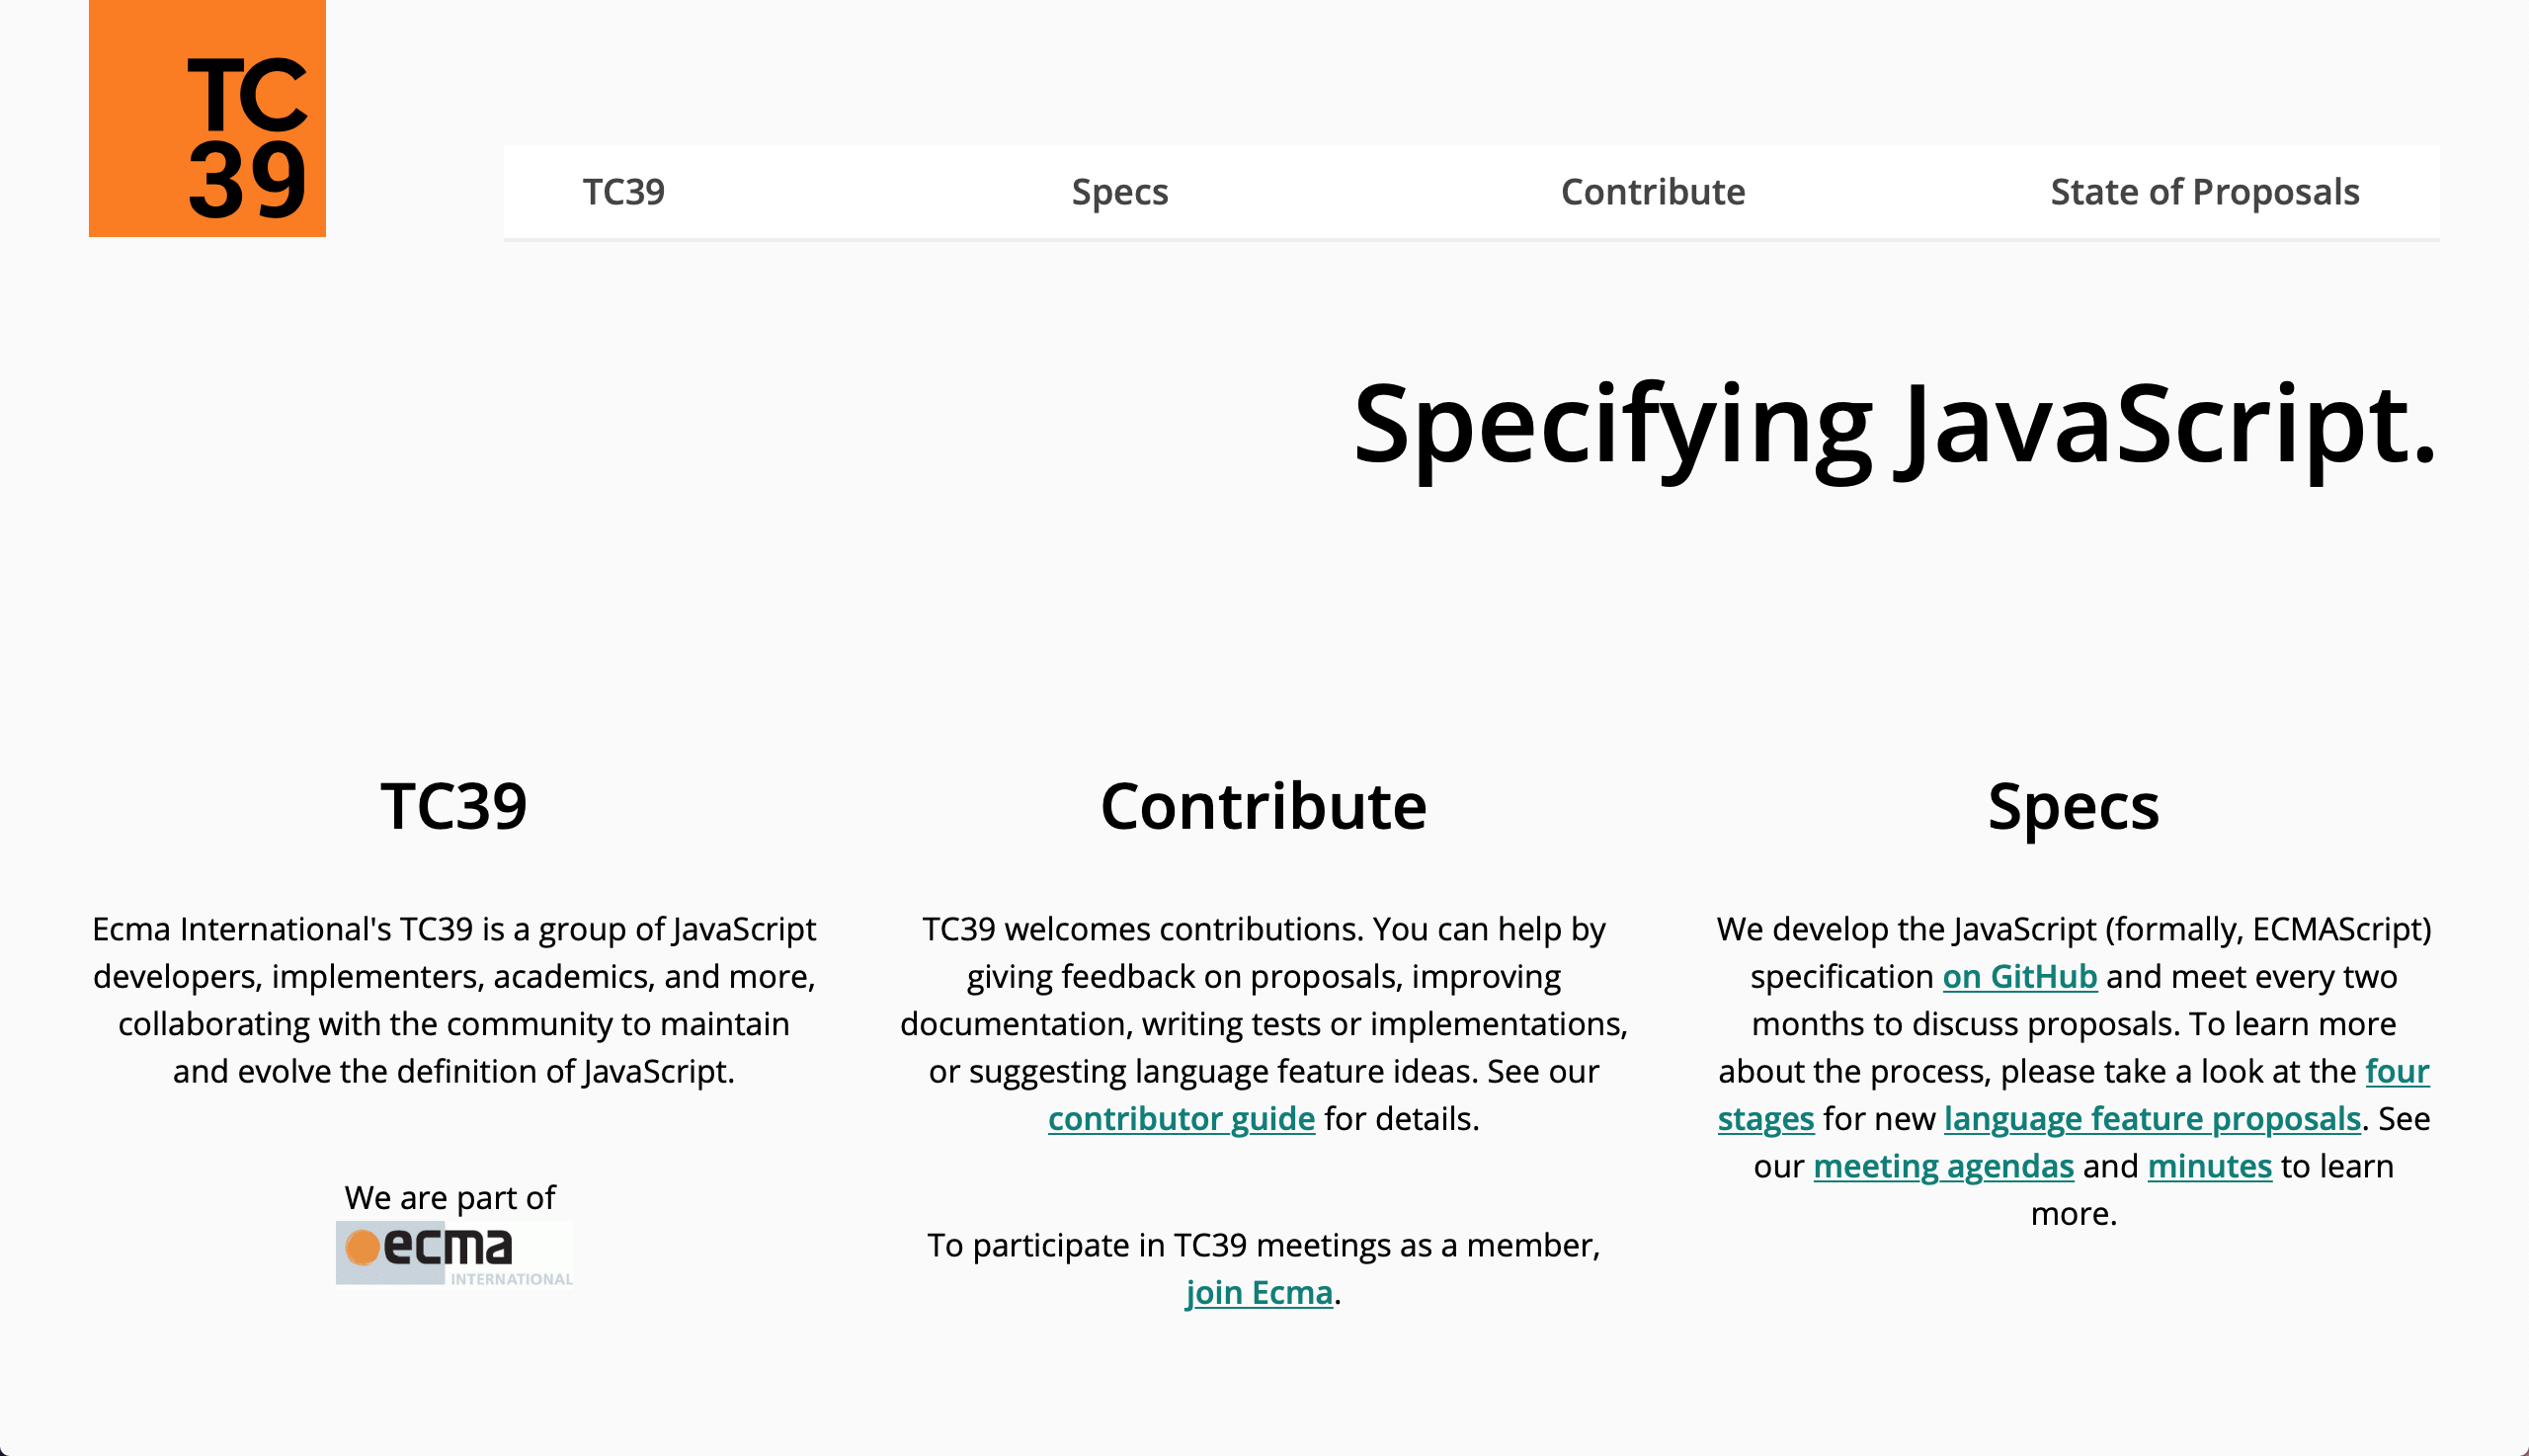 TC
39
TC39
Specs
Contribute
State of Proposals
Specifying JavaScript.
TC39
Ecma International's TC39 is a group of JavaScript
developers, implementers, academics, and more,
collaborating with the community to maintain
and evolve the definition of JavaScript.
We are part of
ecma
INTERNATIONAL
Contribute
TC39 welcomes contributions. You can help by
giving feedback on proposals, improving
documentation, writing tests or implementations,
or suggesting language feature ideas. See our
contributor guide for details.
To participate in TC39 meetings as a member,
join Ecma.
Specs
We develop the JavaScript (formally, ECMAScript)
specification on GitHub and meet every two
months to discuss proposals. To learn more
about the process, please take a look at the four
stages for new language feature proposals. See
our meeting agendas and minutes to learn
more.